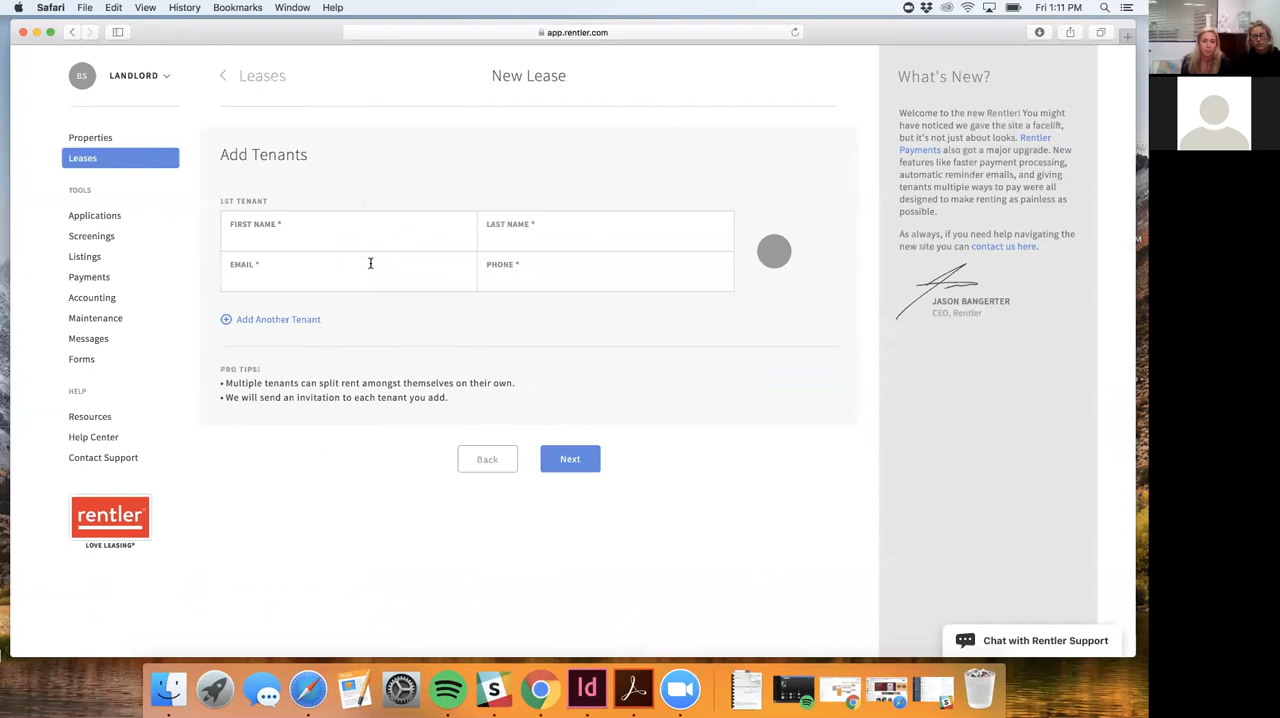 Safari File Edit View History Bookmarks Window Help
Fri 1:11 PM
app.rentler.com
BS LANDLORD
Leases
New Lease
Properties
Leases
TOOLS
Applications
Screenings
Listings
Payments
Accounting
Maintenance
Messages
Forms
HELP
Resources
Help Center
Contact Support
rentler
LOVE LEASING®
Add Tenants
1ST TENANT
FIRST NAME *
LAST NAME *
EMAIL *
PHONE *
Add Another Tenant
PRO TIPS:
• Multiple tenants can split rent amongst themselves on their own.
• We will send an invitation to each tenant you add.
Back
Next
What's New?
Welcome to the new Rentler! You might
have noticed we gave the site a facelift,
but it's not just about looks. Rentler
Payments also got a major upgrade. New
features like faster payment processing,
automatic reminder emails, and giving
tenants multiple ways to pay were all
designed to make renting as painless as
possible.
As always, if you need help navigating the
new site you can contact us here.
JASON BANGERTER
CEO, Rentler
Chat with Rentler Support
Id